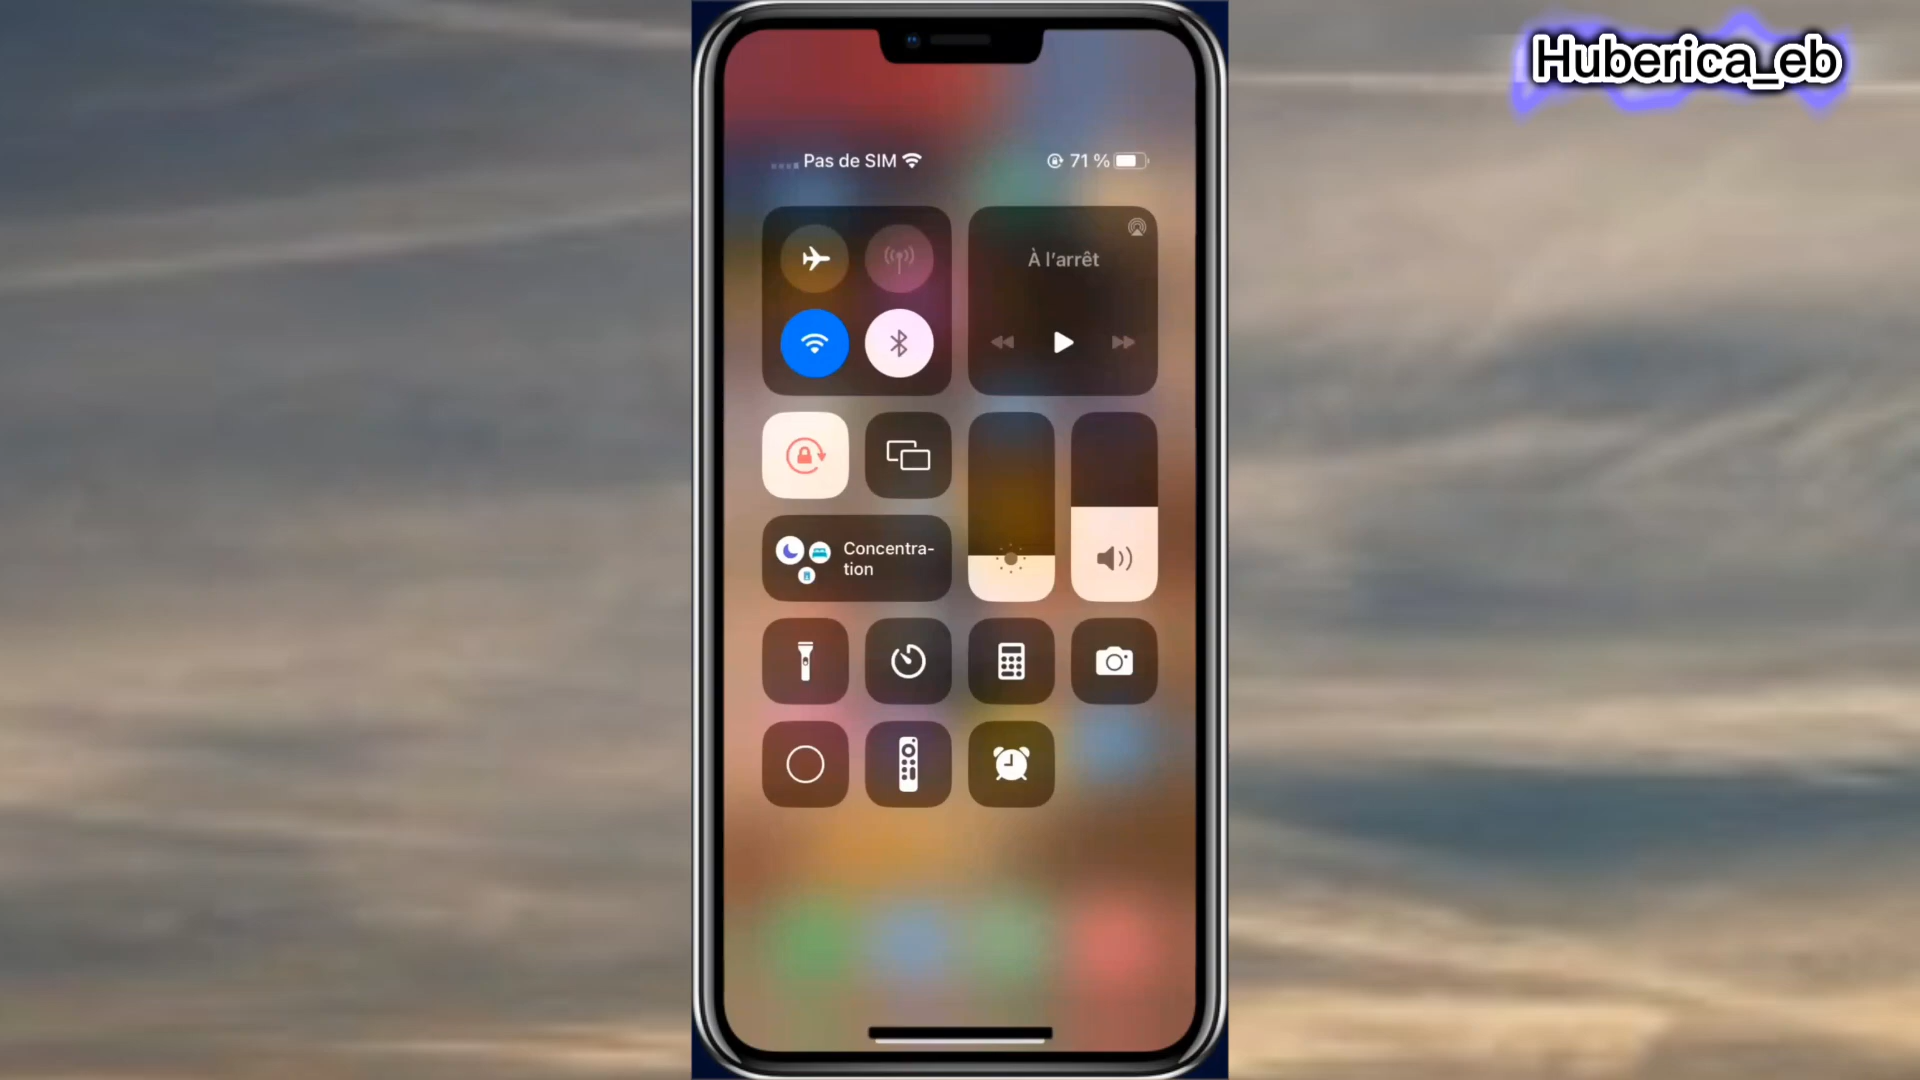 Huberica_eb
Pas de SIM 71 %
À l'arrêt
Concentra-
tion